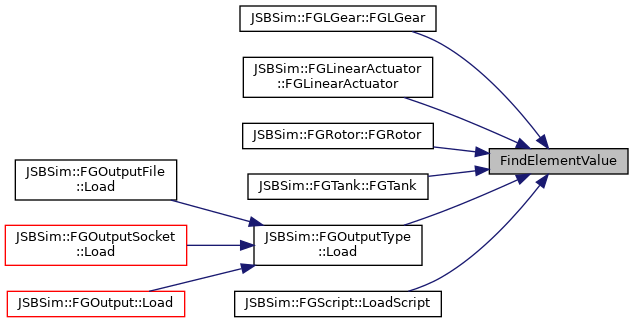 JSBSim::FGLGear::FGLGear
JSBSim::FGLinearActuator
::FGLinearActuator
JSBSim::FGRotor::FGRotor
FindElementValue
JSBSim::FGOutputFile
::Load
JSBSim::FGTank::FGTank
JSBSim::FGOutputSocket
::Load
JSBSim::FGOutputType
::Load
JSBSim::FGOutput::Load
JSBSim::FGScript::LoadScript